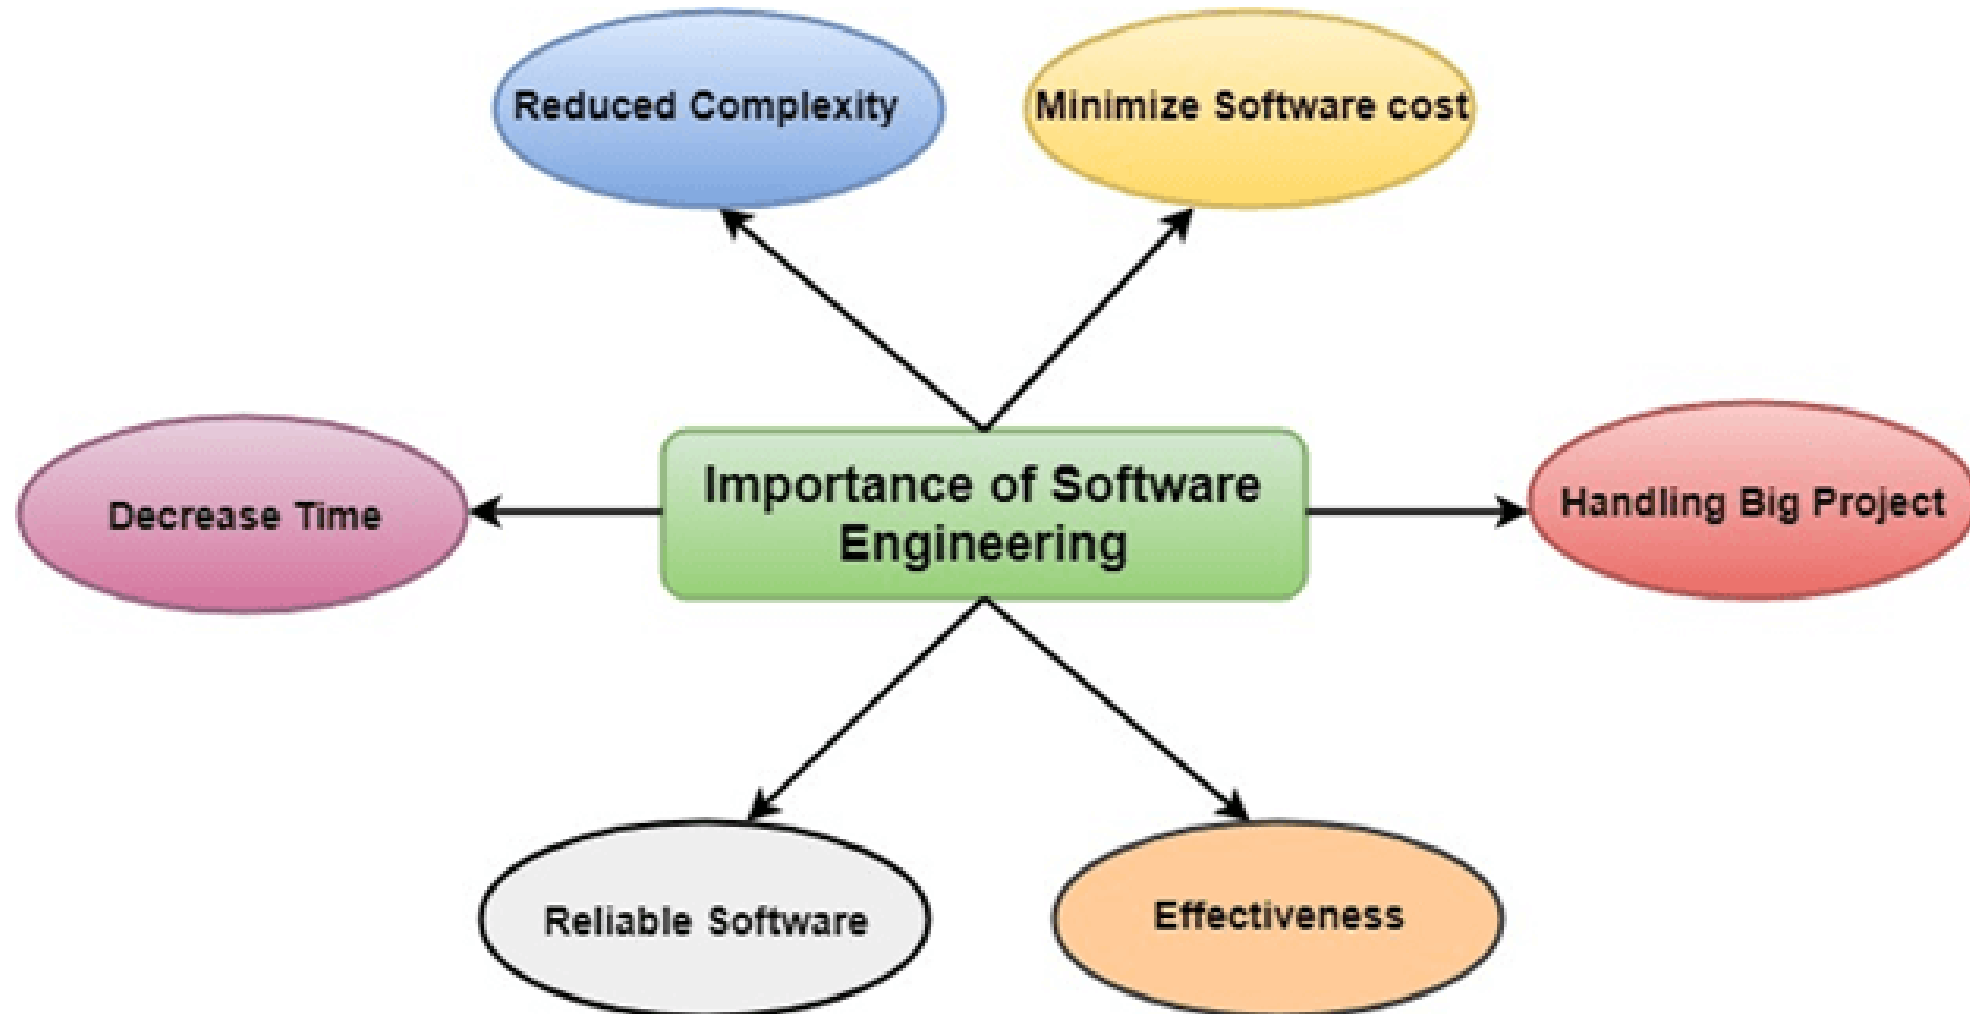 Reduced Complexity
Minimize Software cost
Decrease Time
Importance of Software
Engineering
Handling Big Project
Reliable Software
Effectiveness